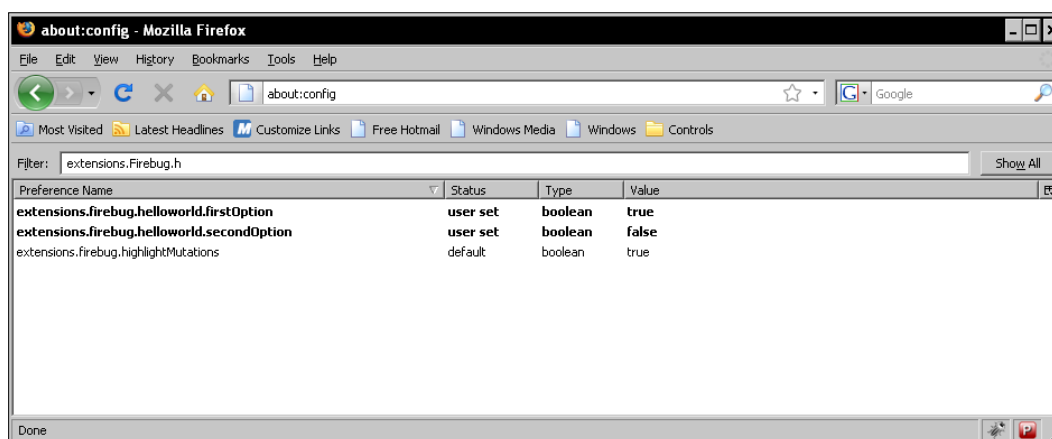 about:config - Mozilla Firefox
File Edit View History Bookmarks Tools Help
about:config G Google
Most Visited Latest Headlines M Customize Links Free Hotmail Windows Media Windows Controls
Filter: extensions.Firebug.h Show All
Preference Name Status Type Value
extensions.firebug.helloworld.firstOption user set boolean true
extensions.firebug.helloworld.secondOption user set boolean false
extensions.firebug.highlightMutations default boolean true
Done P